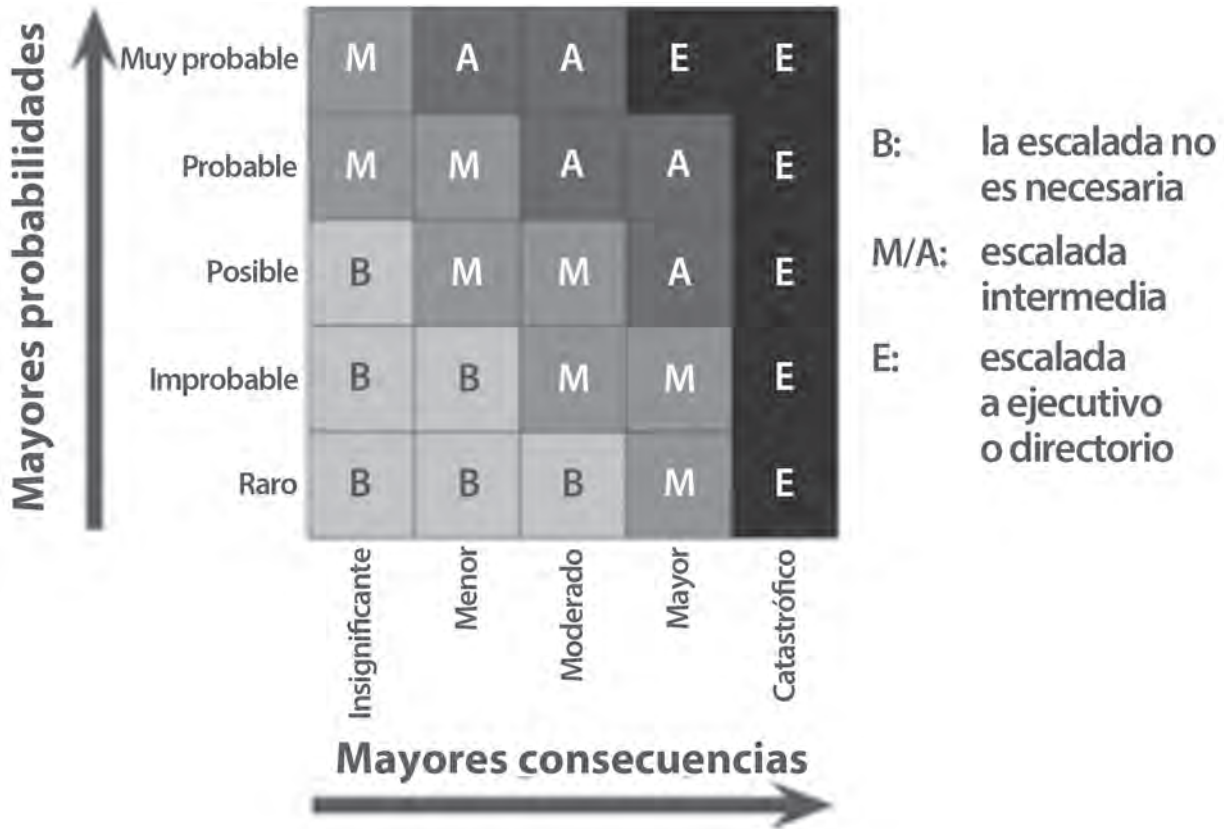 Mayores probabilidades
Muy probable M A A E E
Probable M M A A E
Posible B M M A E
Improbable B B M M E
Raro B B B M E
Insignificante
Menor
Moderado
Mayor
Catastrófico
Mayores consecuencias
B: la escalada no
es necesaria
M/A: escalada
intermedia
E: escalada
a ejecutivo
o directorio